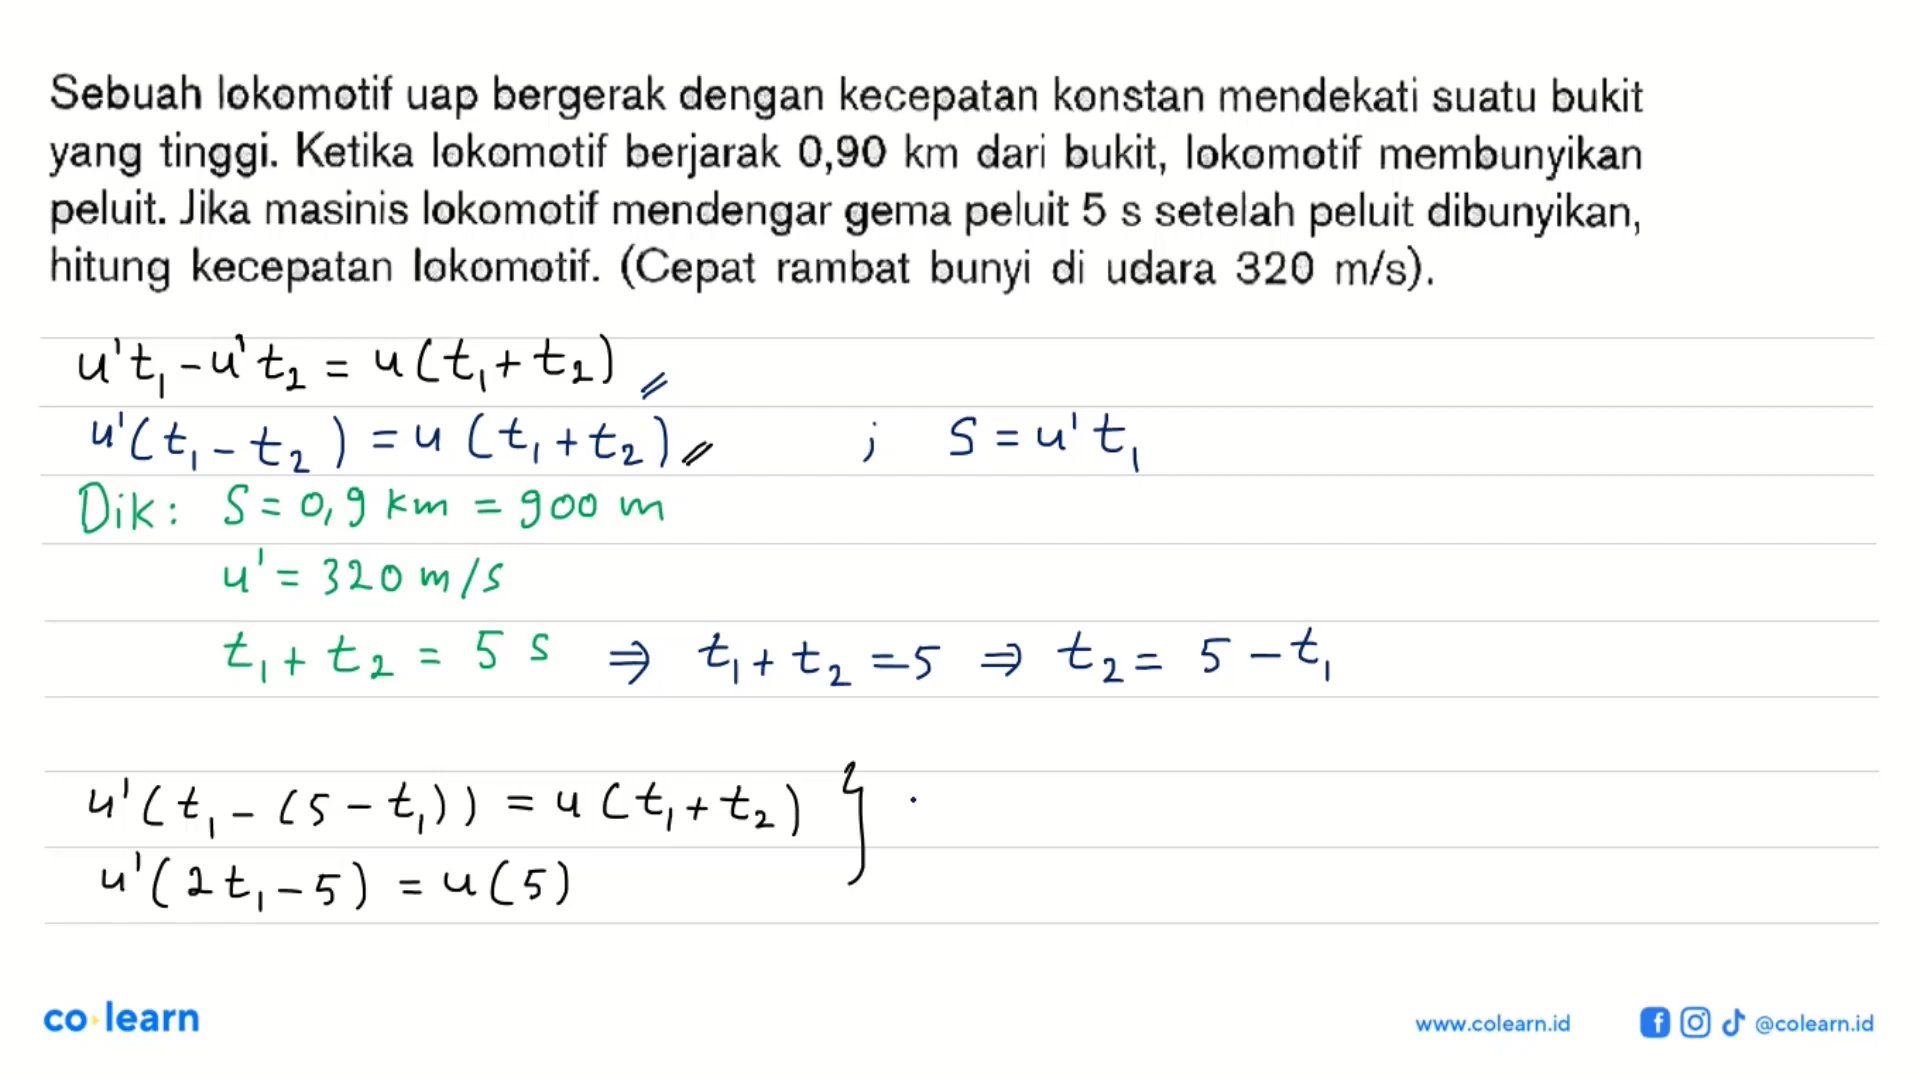 Sebuah lokomotif uap bergerak dengan kecepatan konstan mendekati suatu bukit
yang tinggi. Ketika lokomotif berjarak 0,90 km dari bukit, lokomotif membunyikan
peluit. Jika masinis lokomotif mendengar gema peluit 5 s setelah peluit dibunyikan,
hitung kecepatan lokomotif. (Cepat rambat bunyi di udara 320 m/s).
u't₁ - u't₂ = u(t₁ + t₂)
u'(t₁ - t₂) = u(t₁ + t₂) ; S = u't₁
Dik: S = 0,9 km = 900 m
u' = 320 m/s
t₁ + t₂ = 5 s ⇒ t₁ + t₂ = 5 ⇒ t₂ = 5 - t₁
u'(t₁ - (5 - t₁)) = u(t₁ + t₂)
u'(2t₁ - 5) = u(5)
co learn
www.colearn.id @colearn.id